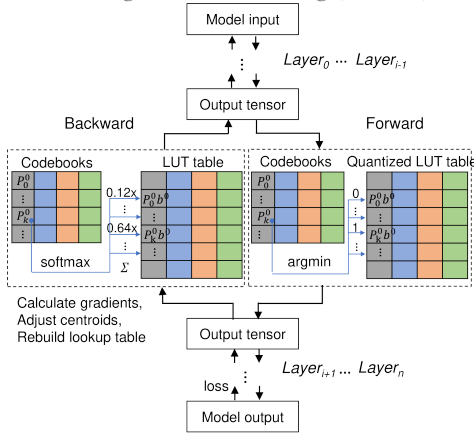 Model input
Layer0 ... Layeri-1
Output tensor
Backward
Forward
Codebooks
LUT table
Codebooks
Quantized LUT table
P00
⋮
Pk0
⋮
softmax
0.12x
⋮
0.64x
⋮
Σ
P00b0
⋮
Pk0b0
P00
⋮
Pk0
⋮
argmin
0
⋮
1
⋮
P00b0
⋮
Pk0b0
Calculate gradients,
Adjust centroids,
Rebuild lookup table
Output tensor
loss
Layeri+1 ... Layern
Model output